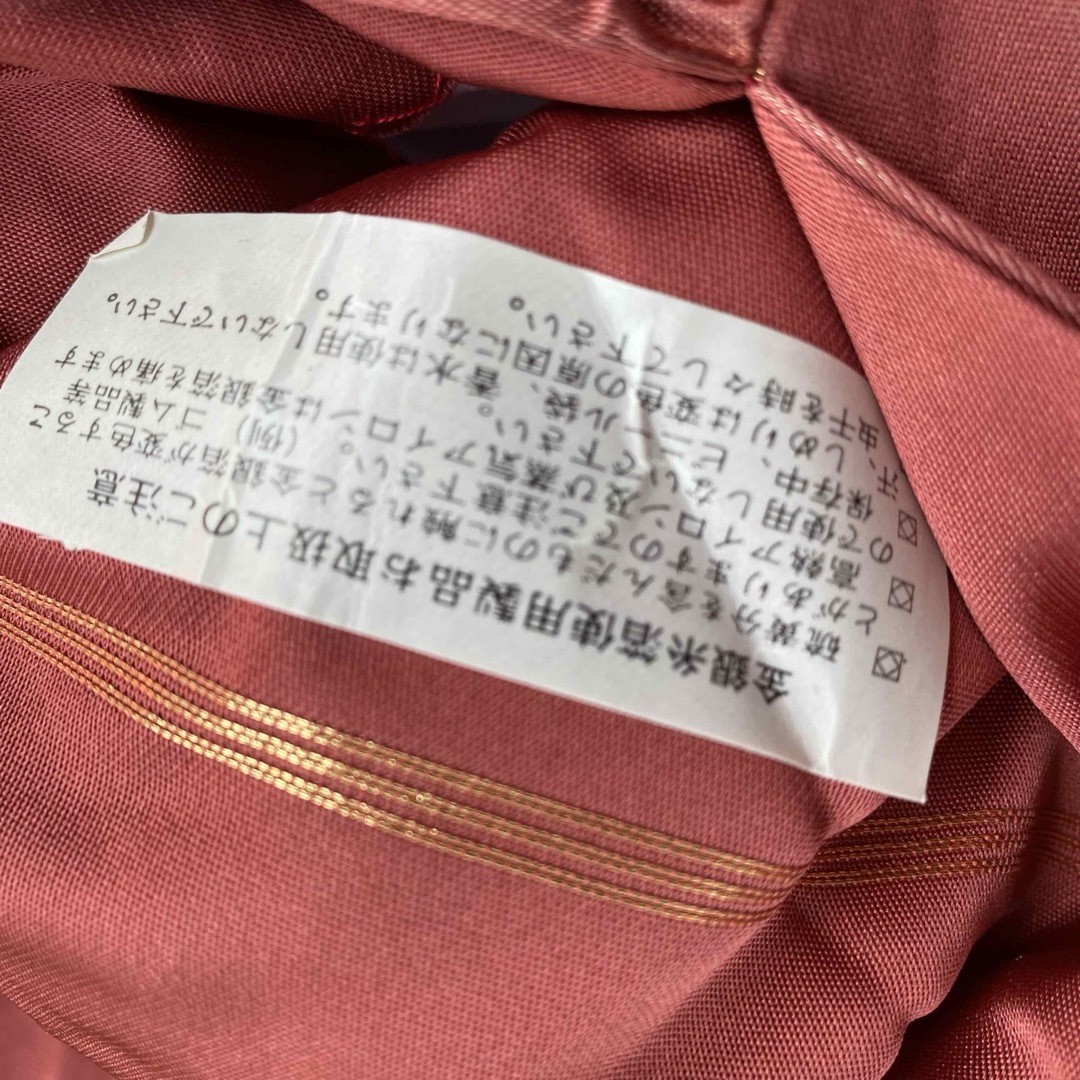 金銀糸箔使用製品お取扱上のご注意
☑ 硫黄分を含んだものに触れると金銀箔が変色するこ
とがありますのでご注意下さい。(例) ゴム製品等
☑ 高熱アイロン及び蒸気アイロンは金銀箔を痛めます
ので使用しないで下さい。
☑ 保存中、ビニール袋、香水は使用しないで下さい。
汗、しめりは変色の原因になります。
虫干を時々して下さい。